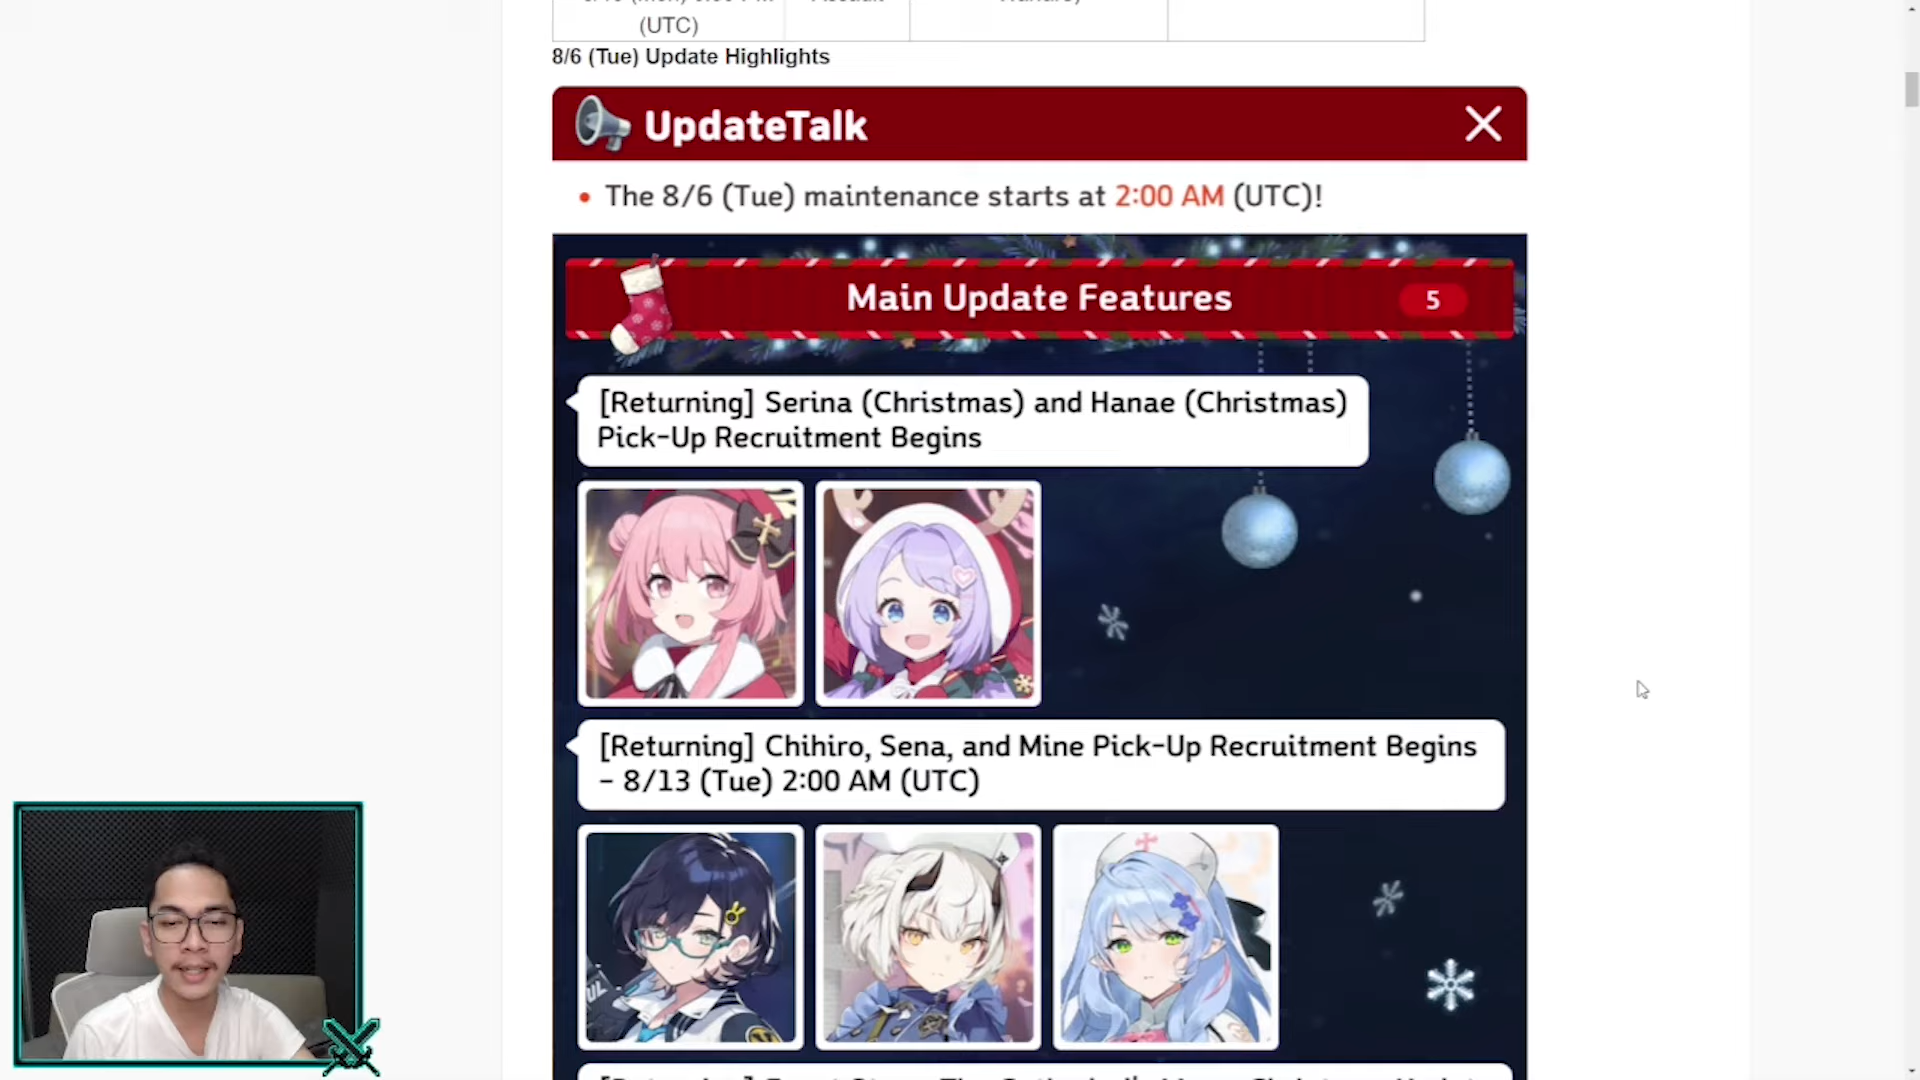 (UTC)
8/6 (Tue) Update Highlights
UpdateTalk
• The 8/6 (Tue) maintenance starts at 2:00 AM (UTC)!
Main Update Features
5
[Returning] Serina (Christmas) and Hanae (Christmas)
Pick-Up Recruitment Begins
[Returning] Chihiro, Sena, and Mine Pick-Up Recruitment Begins
– 8/13 (Tue) 2:00 AM (UTC)